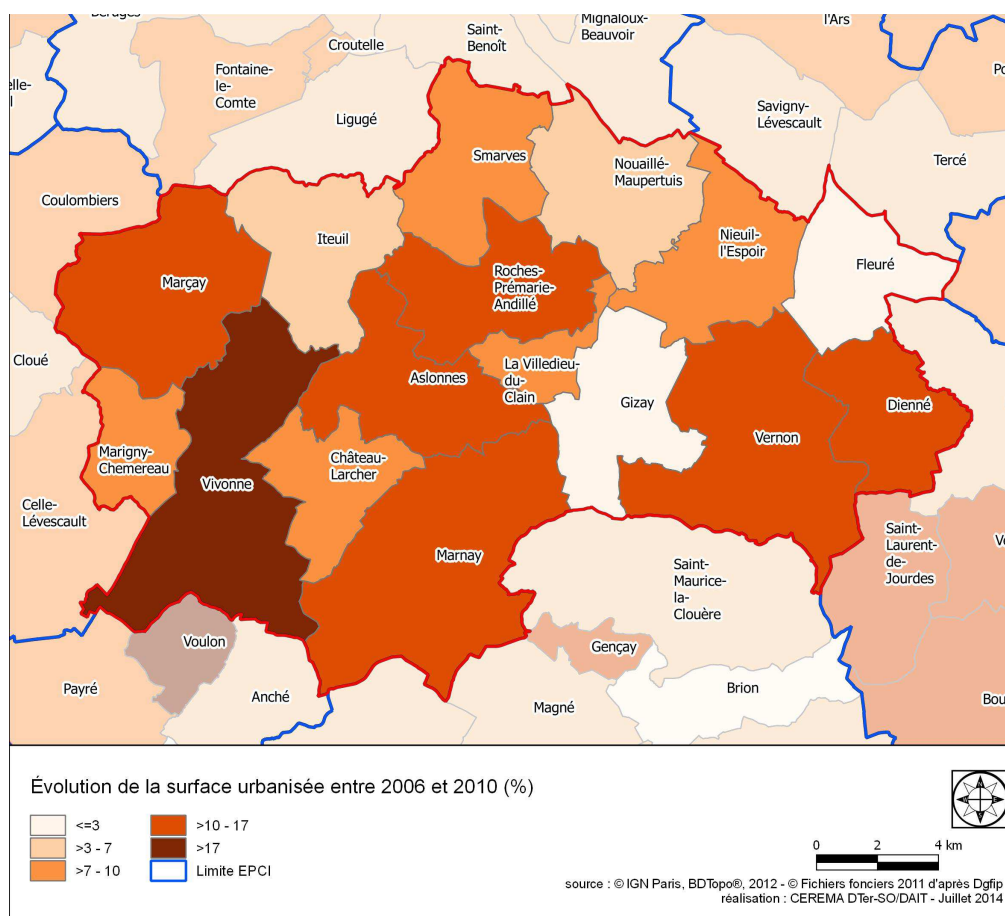 Béruges
Croutelle
Saint-
Benoît
Mignaloux-
Beauvoir
l'Ars
Fontaine-
le-
Comte
elle-
l
Ligugé
Savigny-
Lévescault
Tercé
Smarves
Nouaillé-
Maupertuis
Coulombiers
Iteuil
Nieuil-
l'Espoir
Fleuré
Marçay
Roches-
Prémarie-
Andillé
Cloué
Aslonnes
La Villedieu-
du-
Clain
Gizay
Dienné
Vernon
Marigny-
Chemereau
Château-
Larcher
Vivonne
Celle-
Lévescault
Marnay
Saint-
Laurent-
de-
Jourdes
Saint-
Maurice-
la-
Clouère
Voulon
Gençay
Payré
Anché
Magné
Brion
Bou
Évolution de la surface urbanisée entre 2006 et 2010 (%)
<=3
>3 - 7
>7 - 10
>10 - 17
>17
Limite EPCI
0 2 4 km
source : © IGN Paris, BDTopo®, 2012 - © Fichiers fonciers 2011 d'après Dgfip
réalisation : CEREMA DTer-SO/DAIT - Juillet 2014